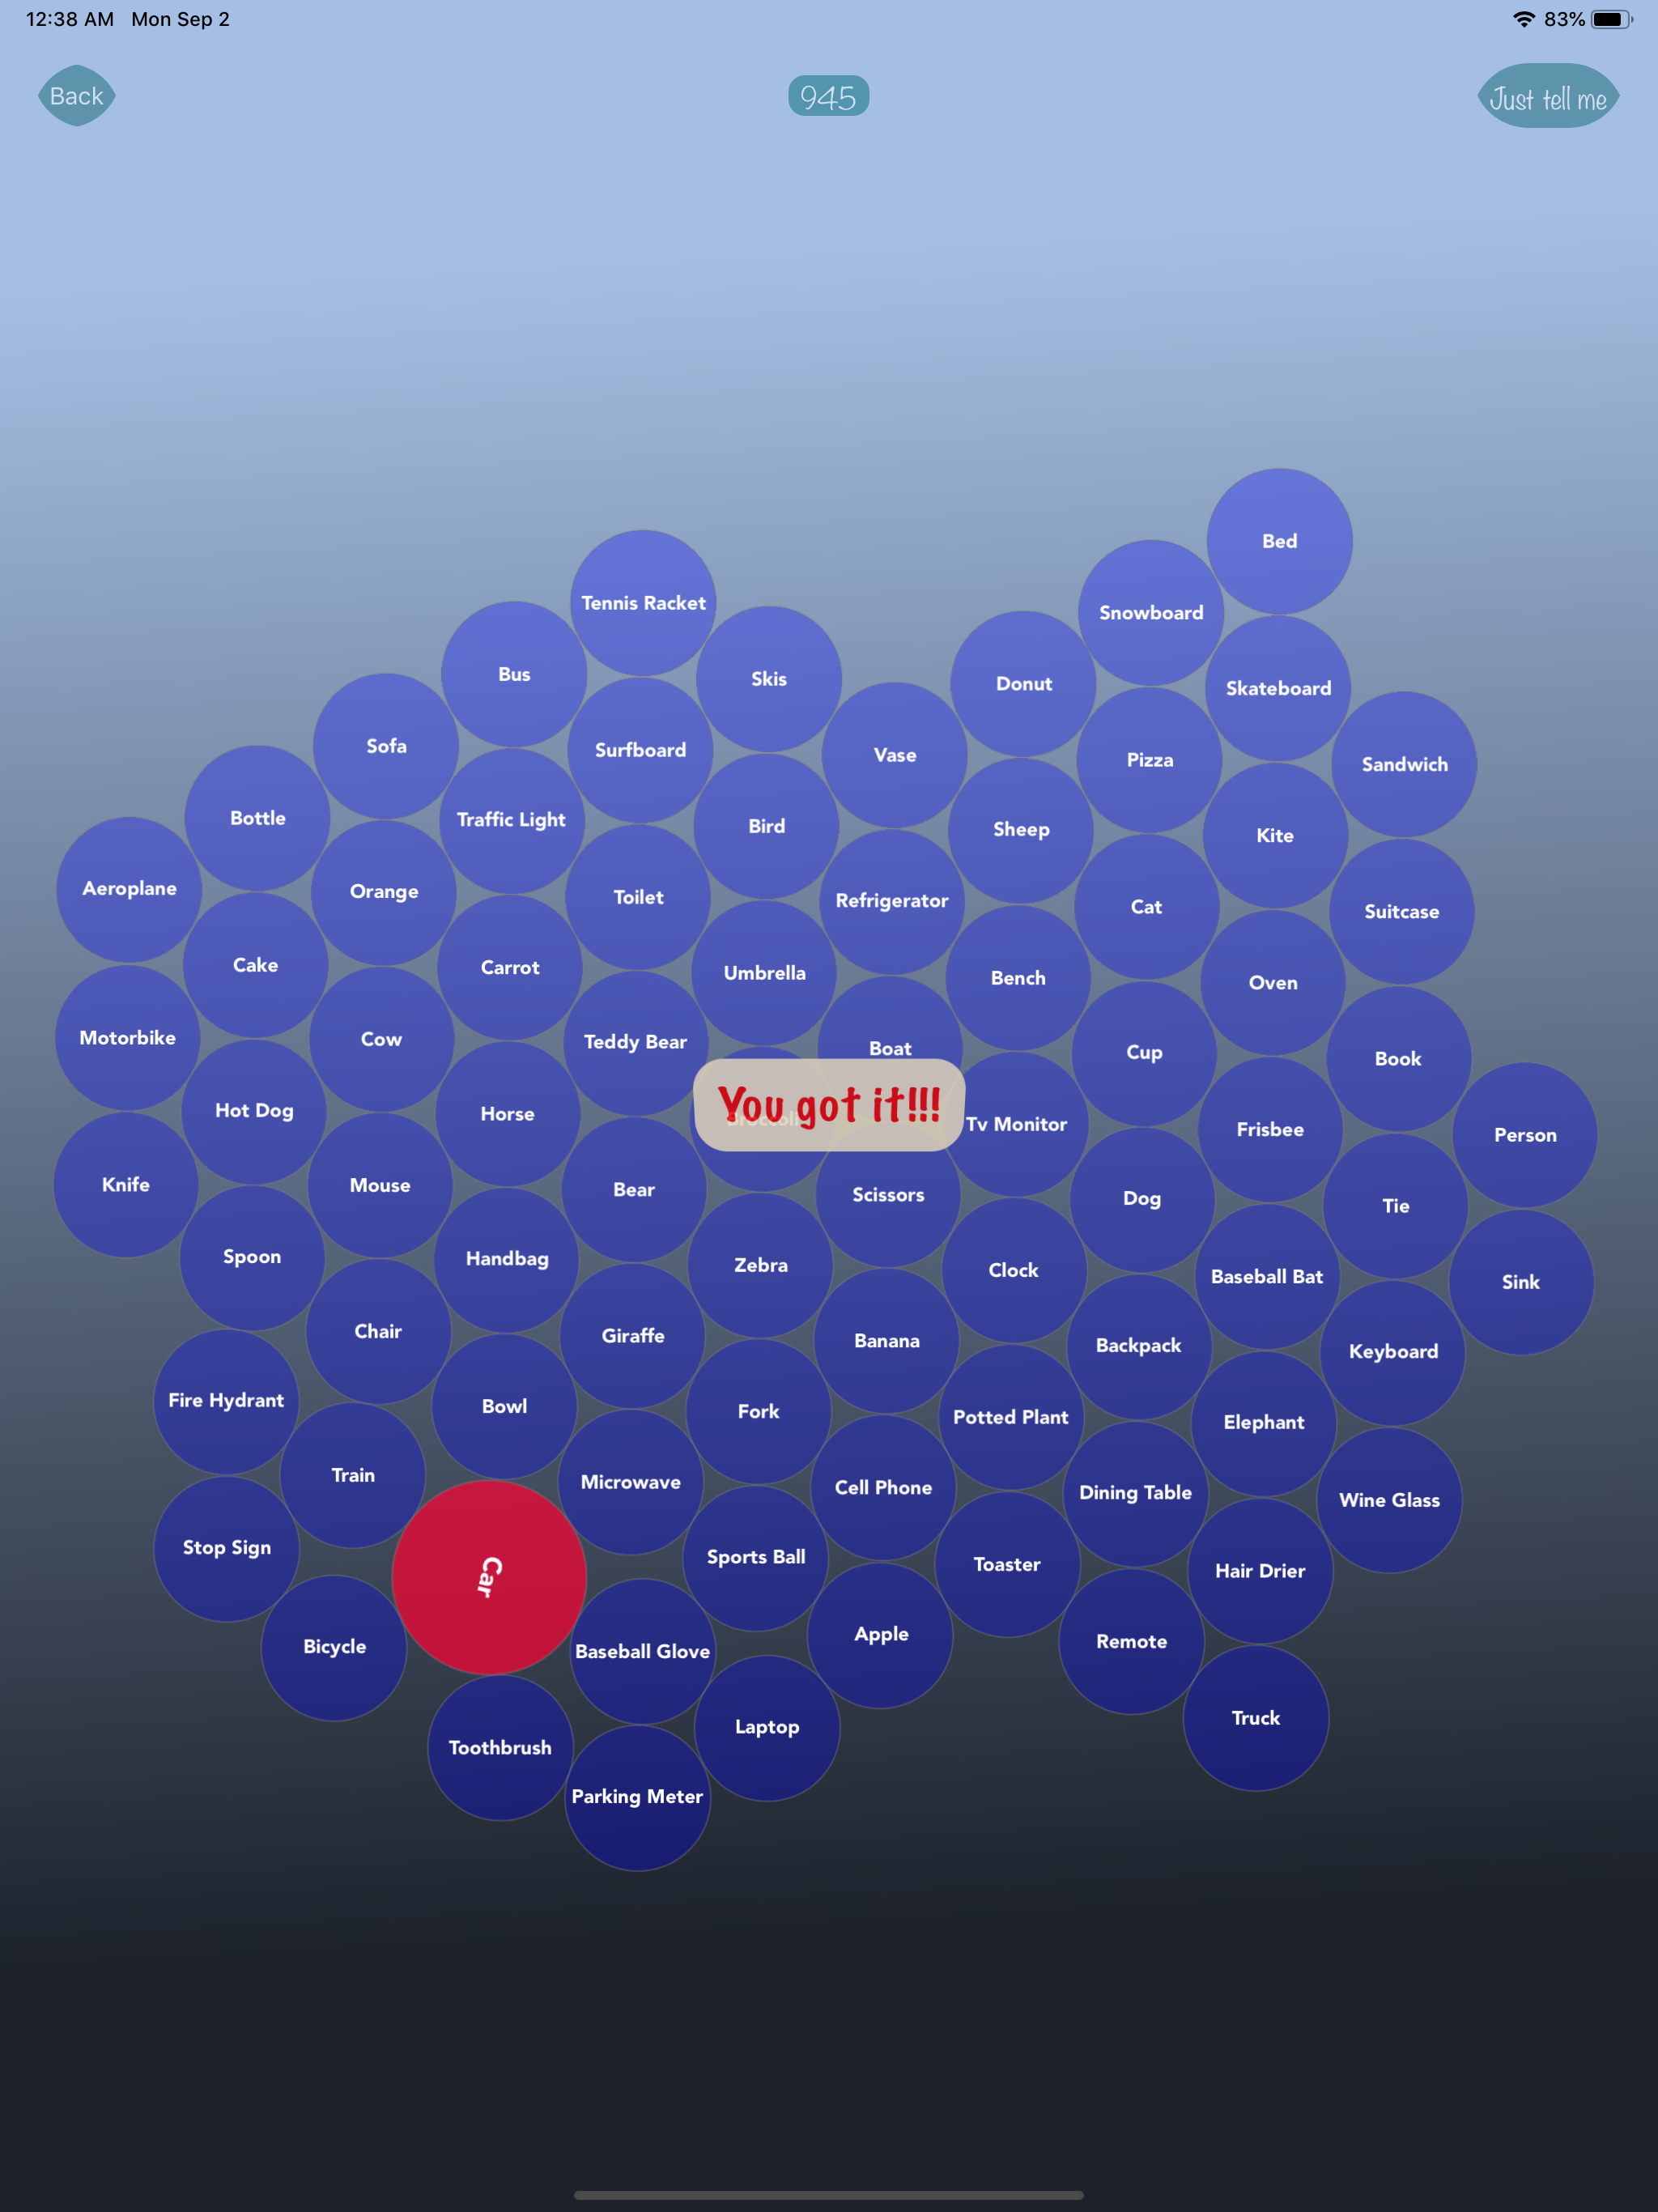 12:38 AM Mon Sep 2
83%
Back
945
Just tell me
Bed
Tennis Racket
Snowboard
Bus
Skis
Donut
Skateboard
Sofa
Surfboard
Vase
Pizza
Sandwich
Bottle
Traffic Light
Bird
Sheep
Kite
Aeroplane
Orange
Toilet
Refrigerator
Cat
Suitcase
Cake
Carrot
Umbrella
Bench
Oven
Motorbike
Cow
Teddy Bear
Boat
Cup
Book
Hot Dog
Horse
Broccoli
You got it!!!
Tv Monitor
Frisbee
Person
Knife
Mouse
Bear
Scissors
Dog
Tie
Spoon
Handbag
Zebra
Clock
Baseball Bat
Sink
Chair
Giraffe
Banana
Backpack
Keyboard
Fire Hydrant
Bowl
Fork
Potted Plant
Elephant
Train
Microwave
Cell Phone
Dining Table
Wine Glass
Stop Sign
Car
Sports Ball
Toaster
Hair Drier
Bicycle
Baseball Glove
Apple
Remote
Toothbrush
Laptop
Truck
Parking Meter